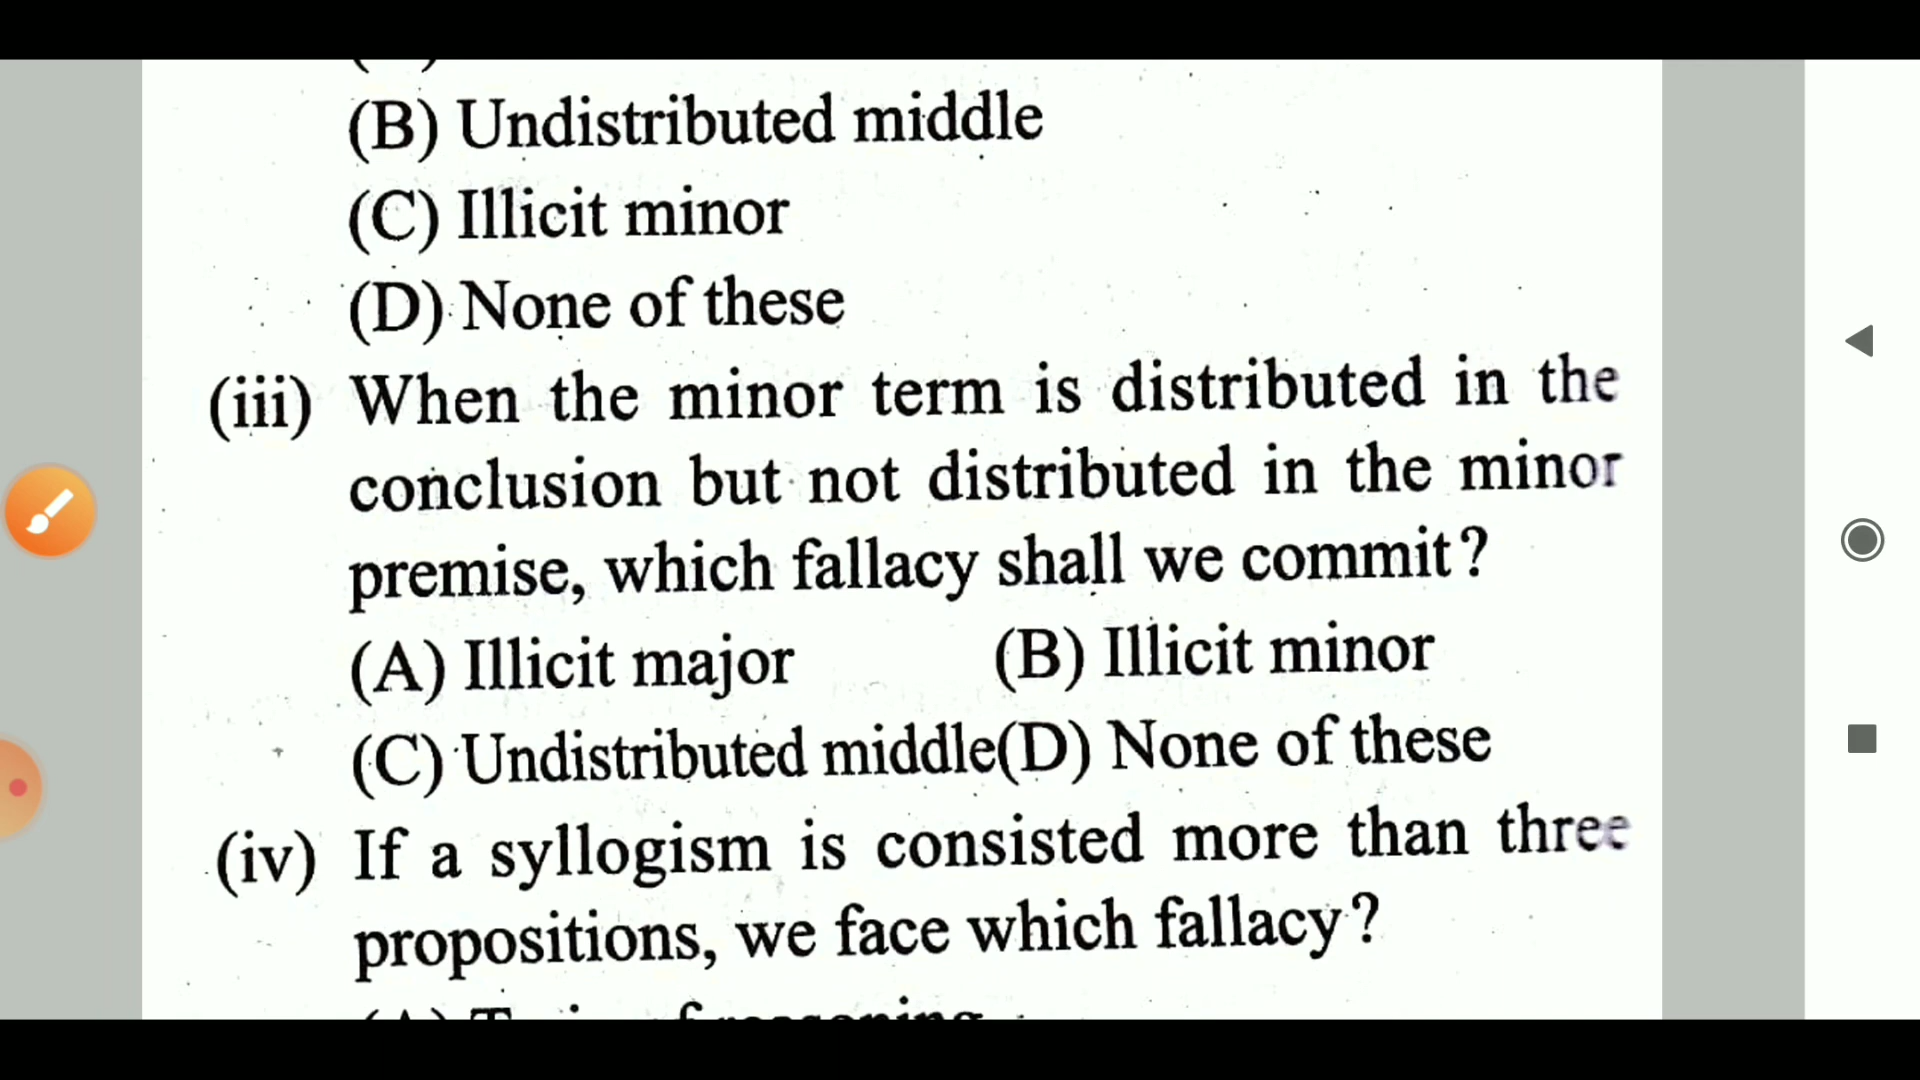 (B) Undistributed middle
(C) Illicit minor
(D) None of these
(iii) When the minor term is distributed in the
conclusion but not distributed in the minor
premise, which fallacy shall we commit?
(A) Illicit major (B) Illicit minor
(C) Undistributed middle (D) None of these
(iv) If a syllogism is consisted more than three
propositions, we face which fallacy?